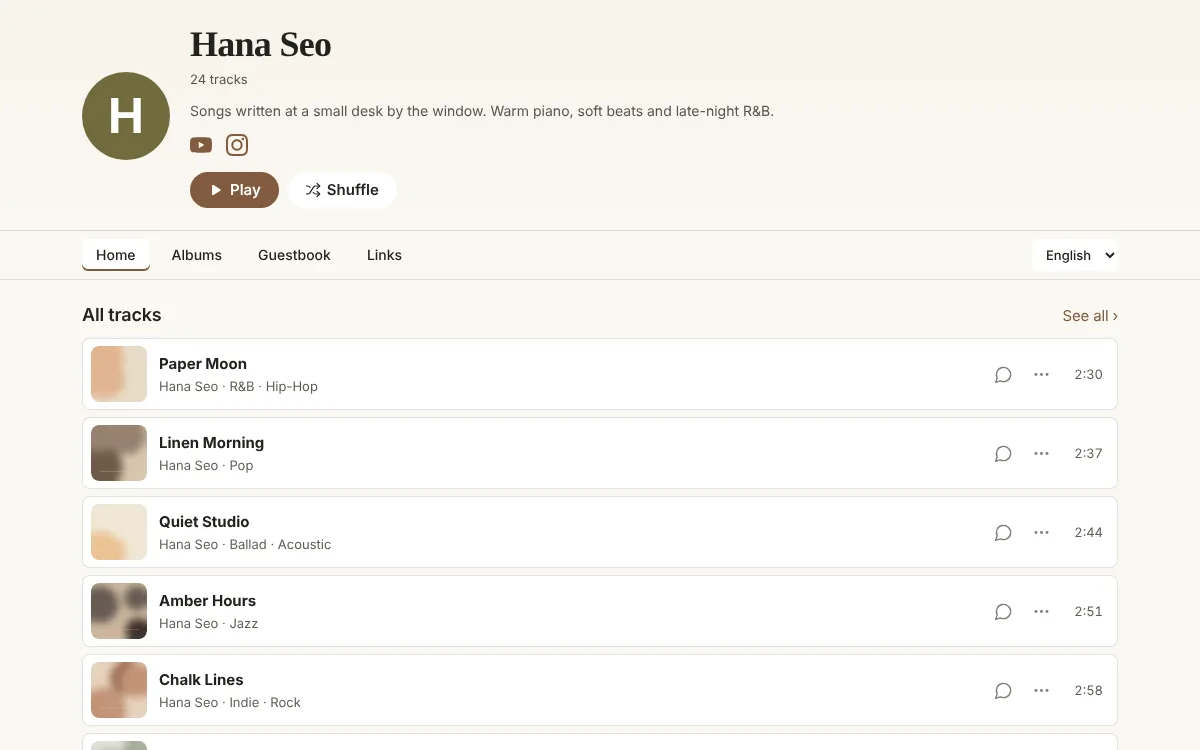 Hana Seo
24 tracks
H
Songs written at a small desk by the window. Warm piano, soft beats and late-night R&B.
Play
Shuffle
Home
Albums
Guestbook
Links
English
All tracks
See all ›
Paper Moon
Hana Seo · R&B · Hip-Hop
2:30
Linen Morning
Hana Seo · Pop
2:37
Quiet Studio
Hana Seo · Ballad · Acoustic
2:44
Amber Hours
Hana Seo · Jazz
2:51
Chalk Lines
Hana Seo · Indie · Rock
2:58